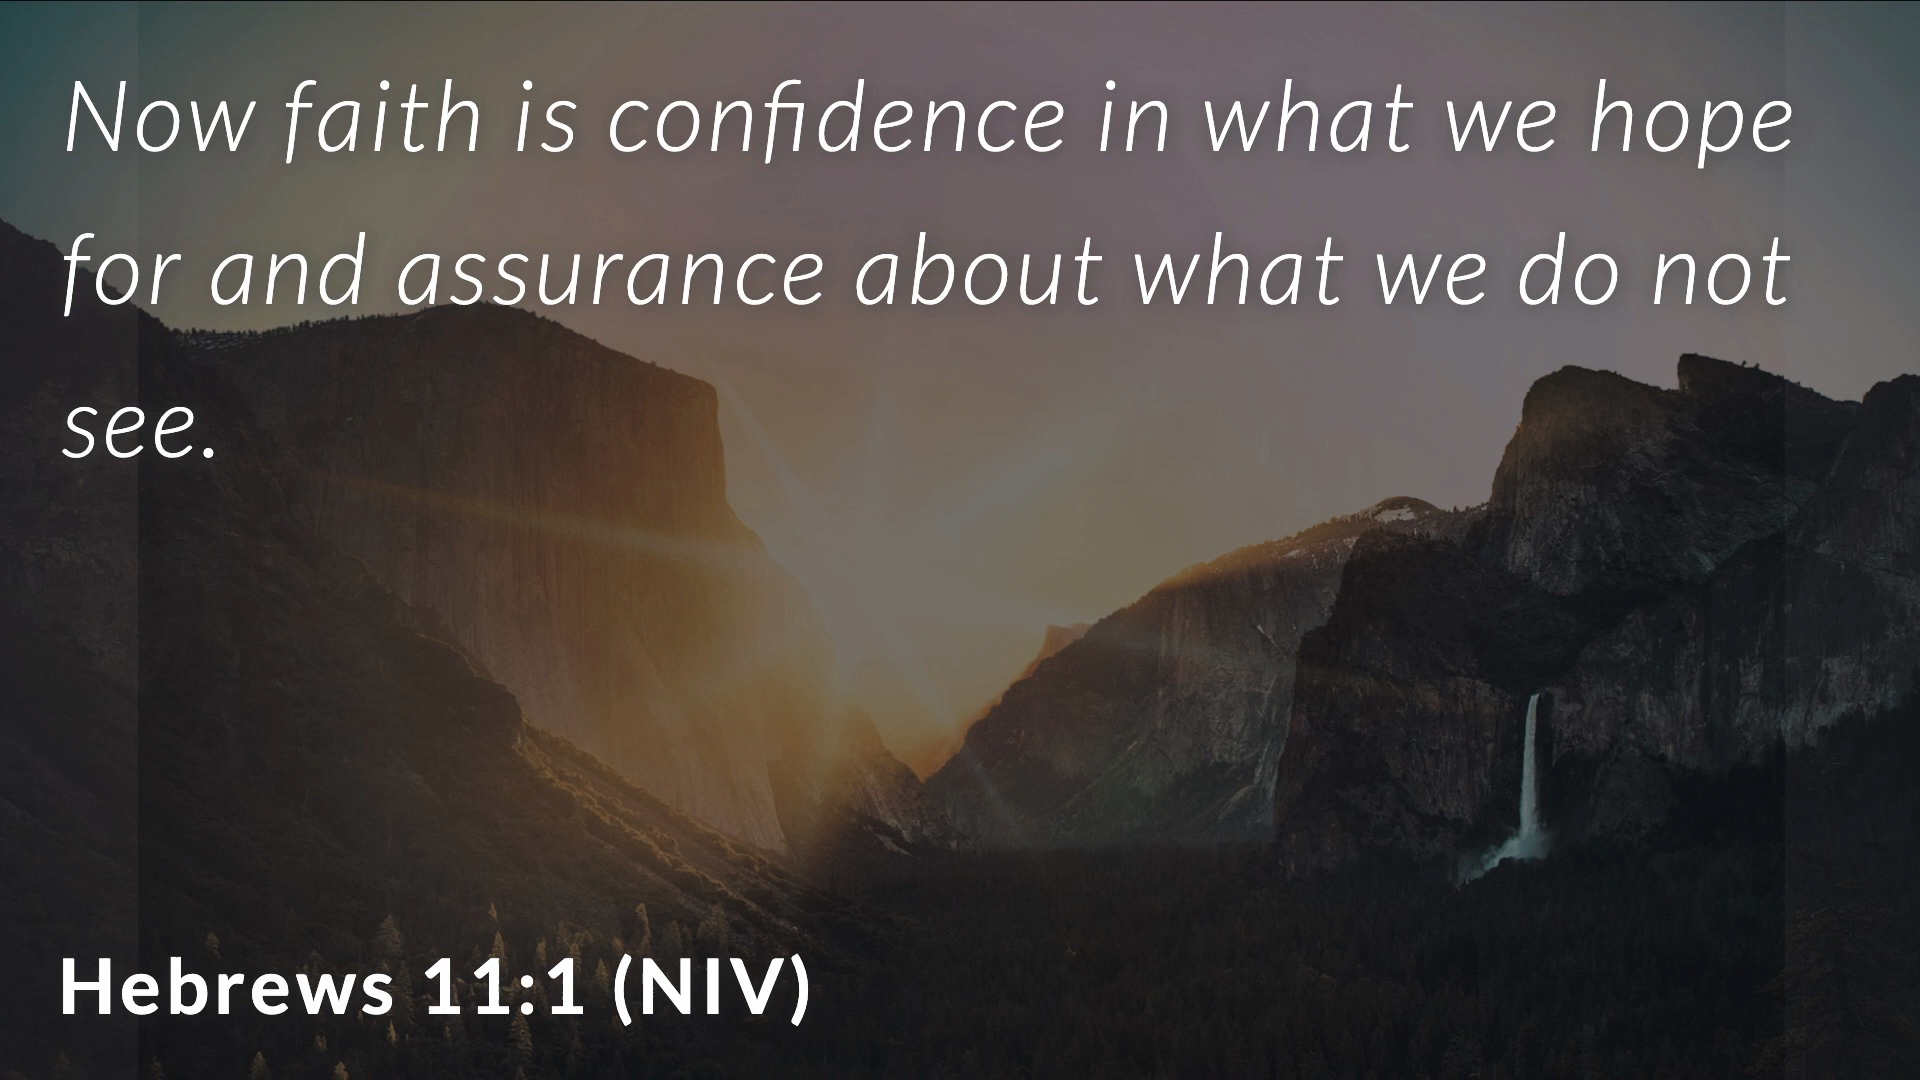 Now faith is confidence in what we hope
for and assurance about what we do not
see.
Hebrews 11:1 (NIV)